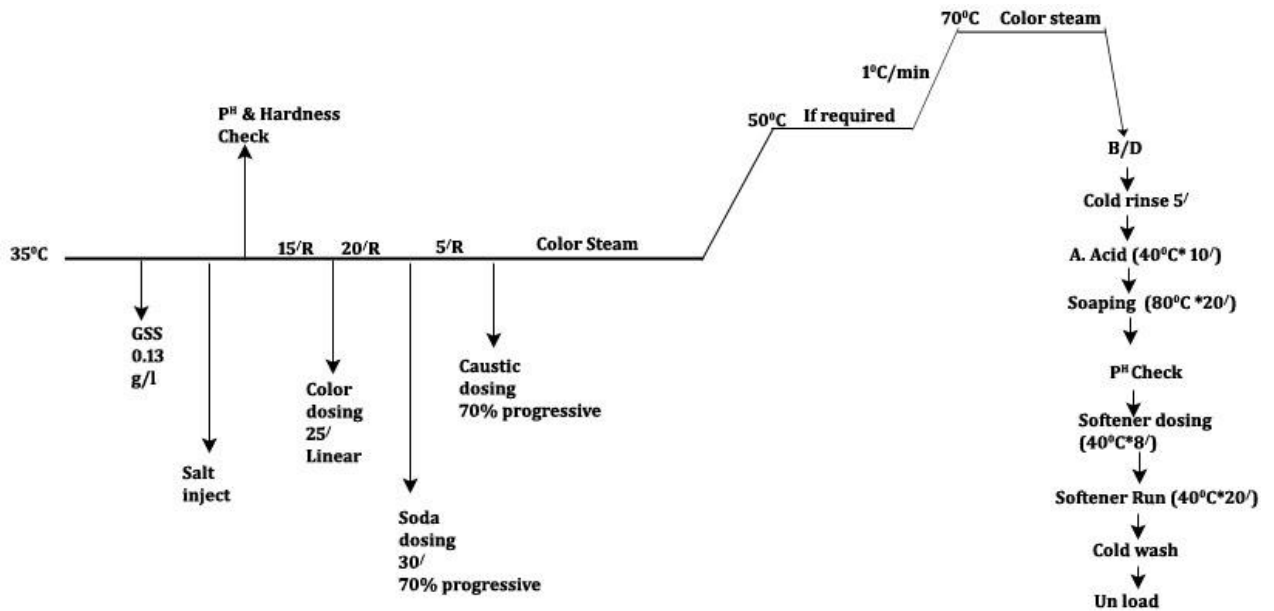 70⁰C Color steam
1⁰C/min
Pᴴ & Hardness
Check
50⁰C If required
B/D
Cold rinse 5/
35⁰C
15/R 20/R 5/R Color Steam
A. Acid (40⁰C* 10/)
Soaping (80⁰C *20/)
GSS
0.13
g/l
Color
dosing
25/
Linear
Caustic
dosing
70% progressive
Salt
inject
Soda
dosing
30/
70% progressive
Pᴴ Check
Softener dosing
(40⁰C*8/)
Softener Run (40⁰C*20/)
Cold wash
Un load